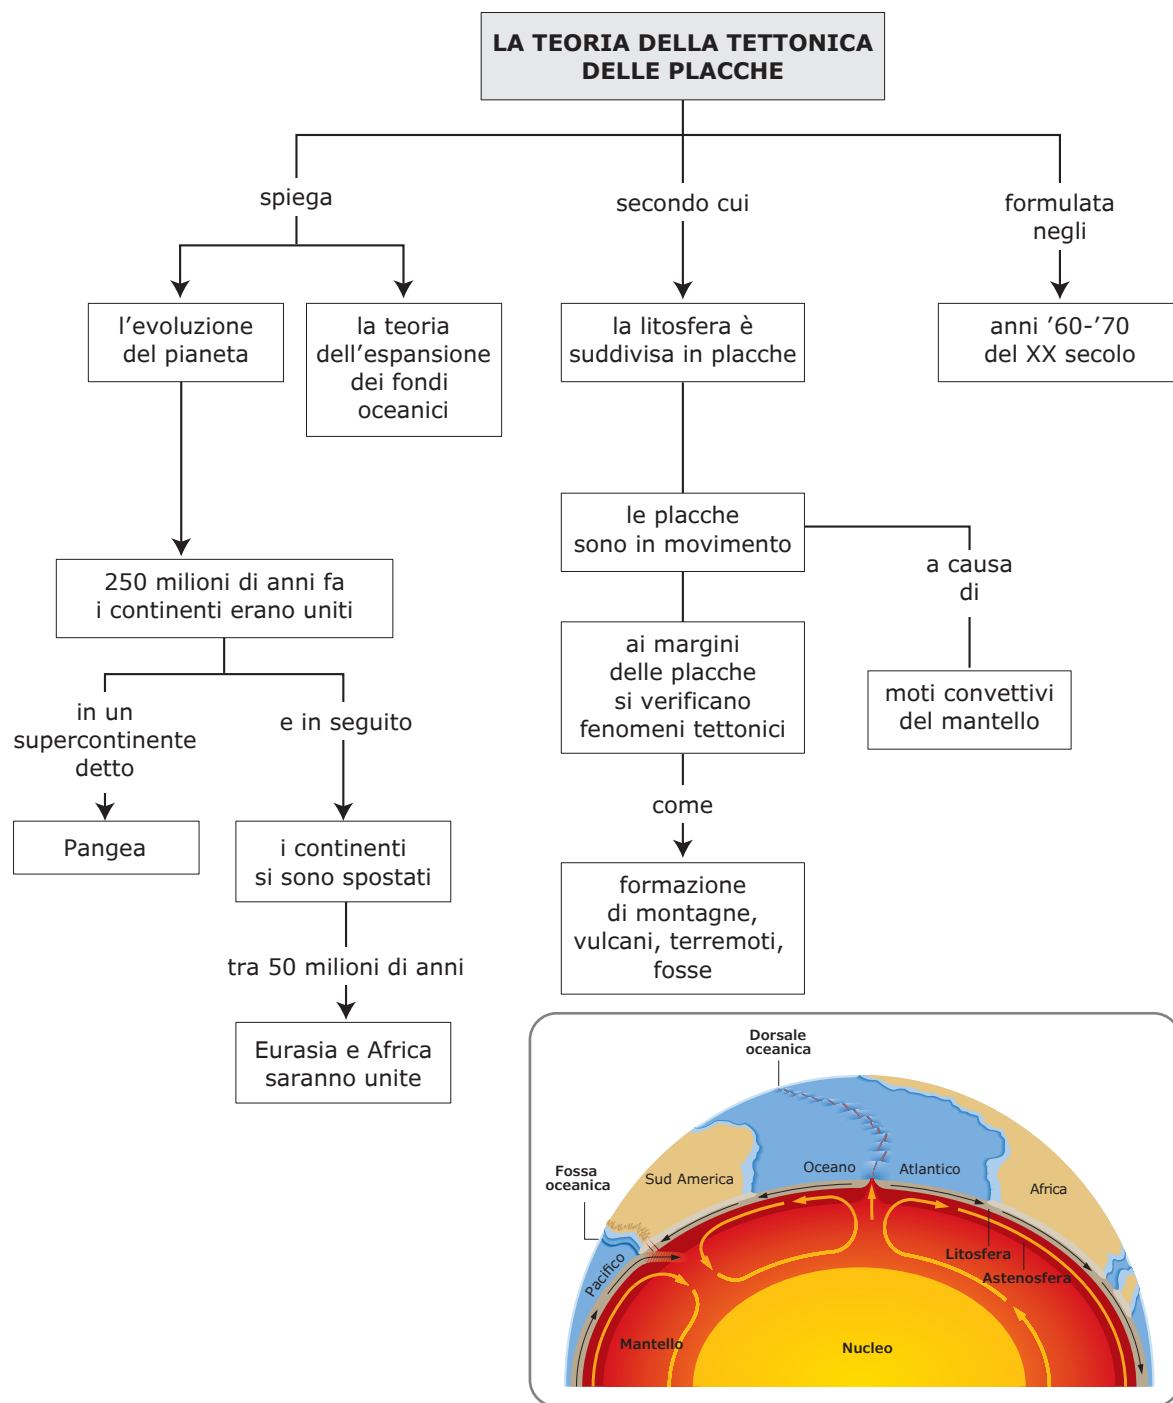 LA TEORIA DELLA TETTONICA
DELLE PLACCHE
spiega
secondo cui
formulata
negli
l’evoluzione
del pianeta
la teoria
dell’espansione
dei fondi
oceanici
la litosfera è
suddivisa in placche
anni ’60-’70
del XX secolo
le placche
sono in movimento
a causa
di
250 milioni di anni fa
i continenti erano uniti
ai margini
delle placche
si verificano
fenomeni tettonici
moti convettivi
del mantello
in un
supercontinente
detto
e in seguito
come
Pangea
i continenti
si sono spostati
formazione
di montagne,
vulcani, terremoti,
fosse
tra 50 milioni di anni
Eurasia e Africa
saranno unite
Dorsale
oceanica
Fossa
oceanica
Sud America
Oceano
Atlantico
Africa
Pacifico
Litosfera
Astenosfera
Mantello
Nucleo